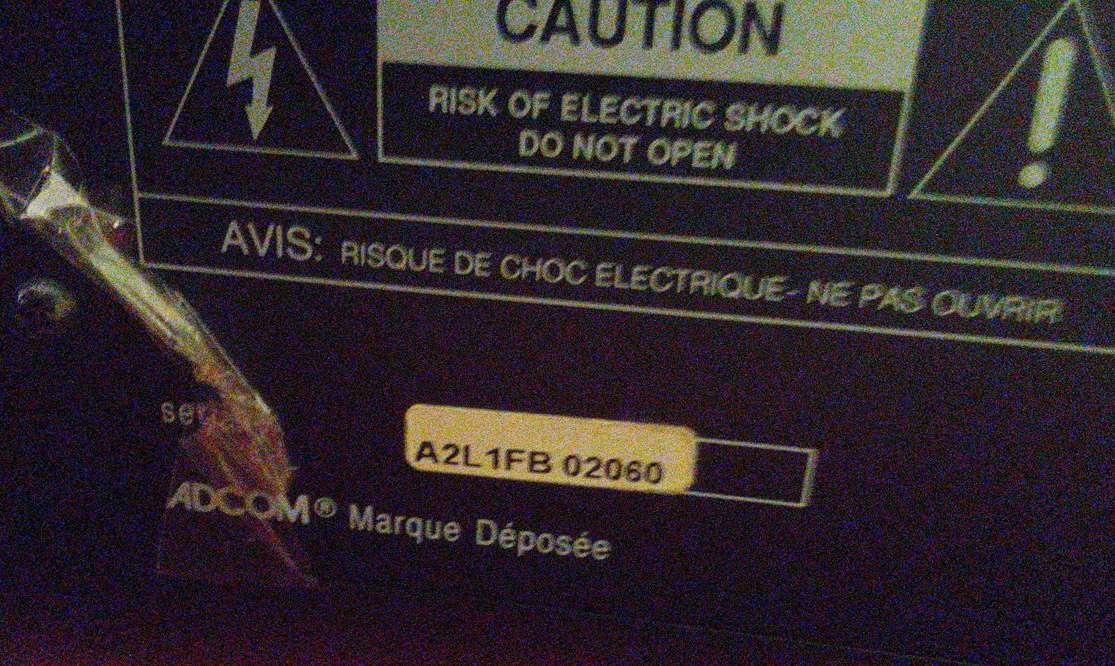 CAUTION
RISK OF ELECTRIC SHOCK
DO NOT OPEN
AVIS: RISQUE DE CHOC ELECTRIQUE- NE PAS OUVRIR
A2L1FB 02060
ADCOM® Marque Déposée